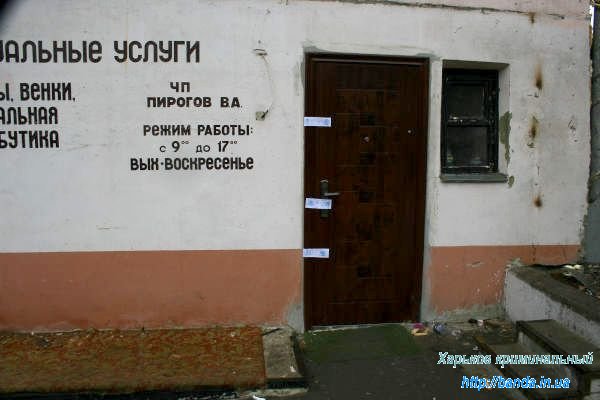 УАЛЬНЫЕ УСЛУГИ
Ы, ВЕНКИ,
АЛЬНАЯ
БУТИКА
ЧП
ПИРОГОВ В.А.
РЕЖИМ РАБОТЫ:
с 9⁰⁰ до 17⁰⁰
ВЫХ-ВОСКРЕСЕНЬЕ
Харьков криминальный
http://banda.in.ua